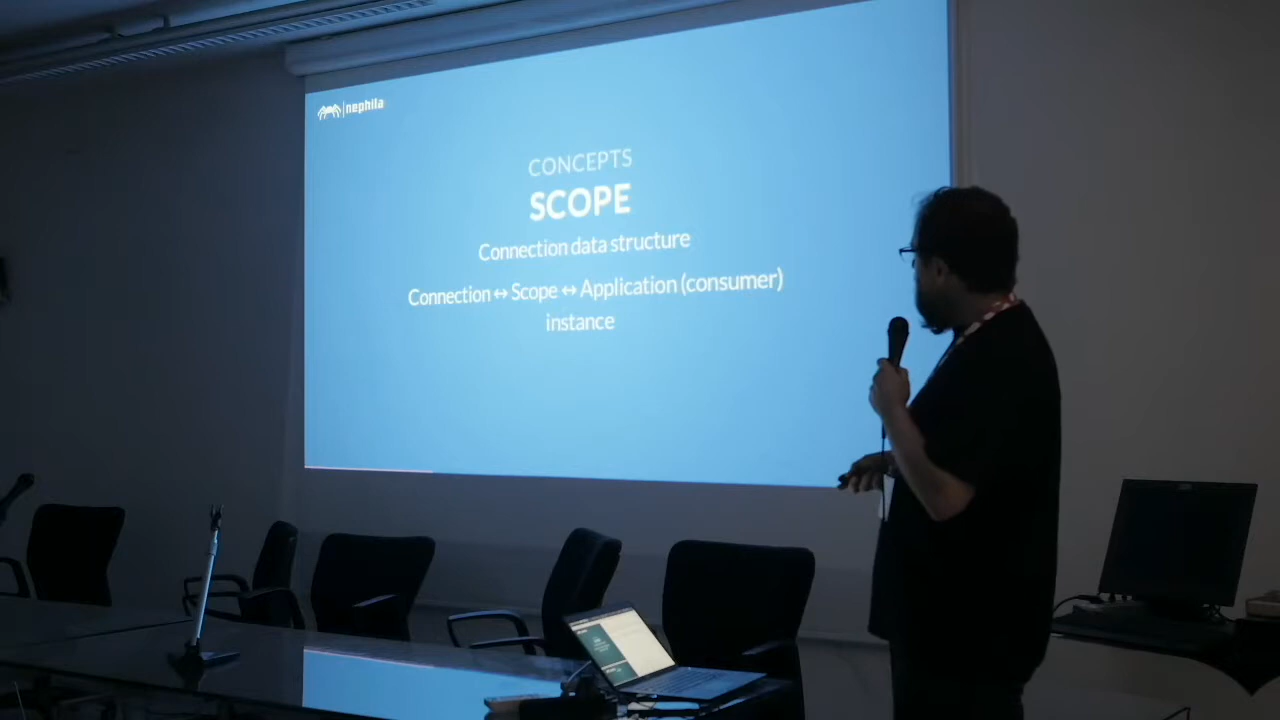 nephila
CONCEPTS
SCOPE
Connection data structure
Connection ↔ Scope ↔ Application (consumer)
instance